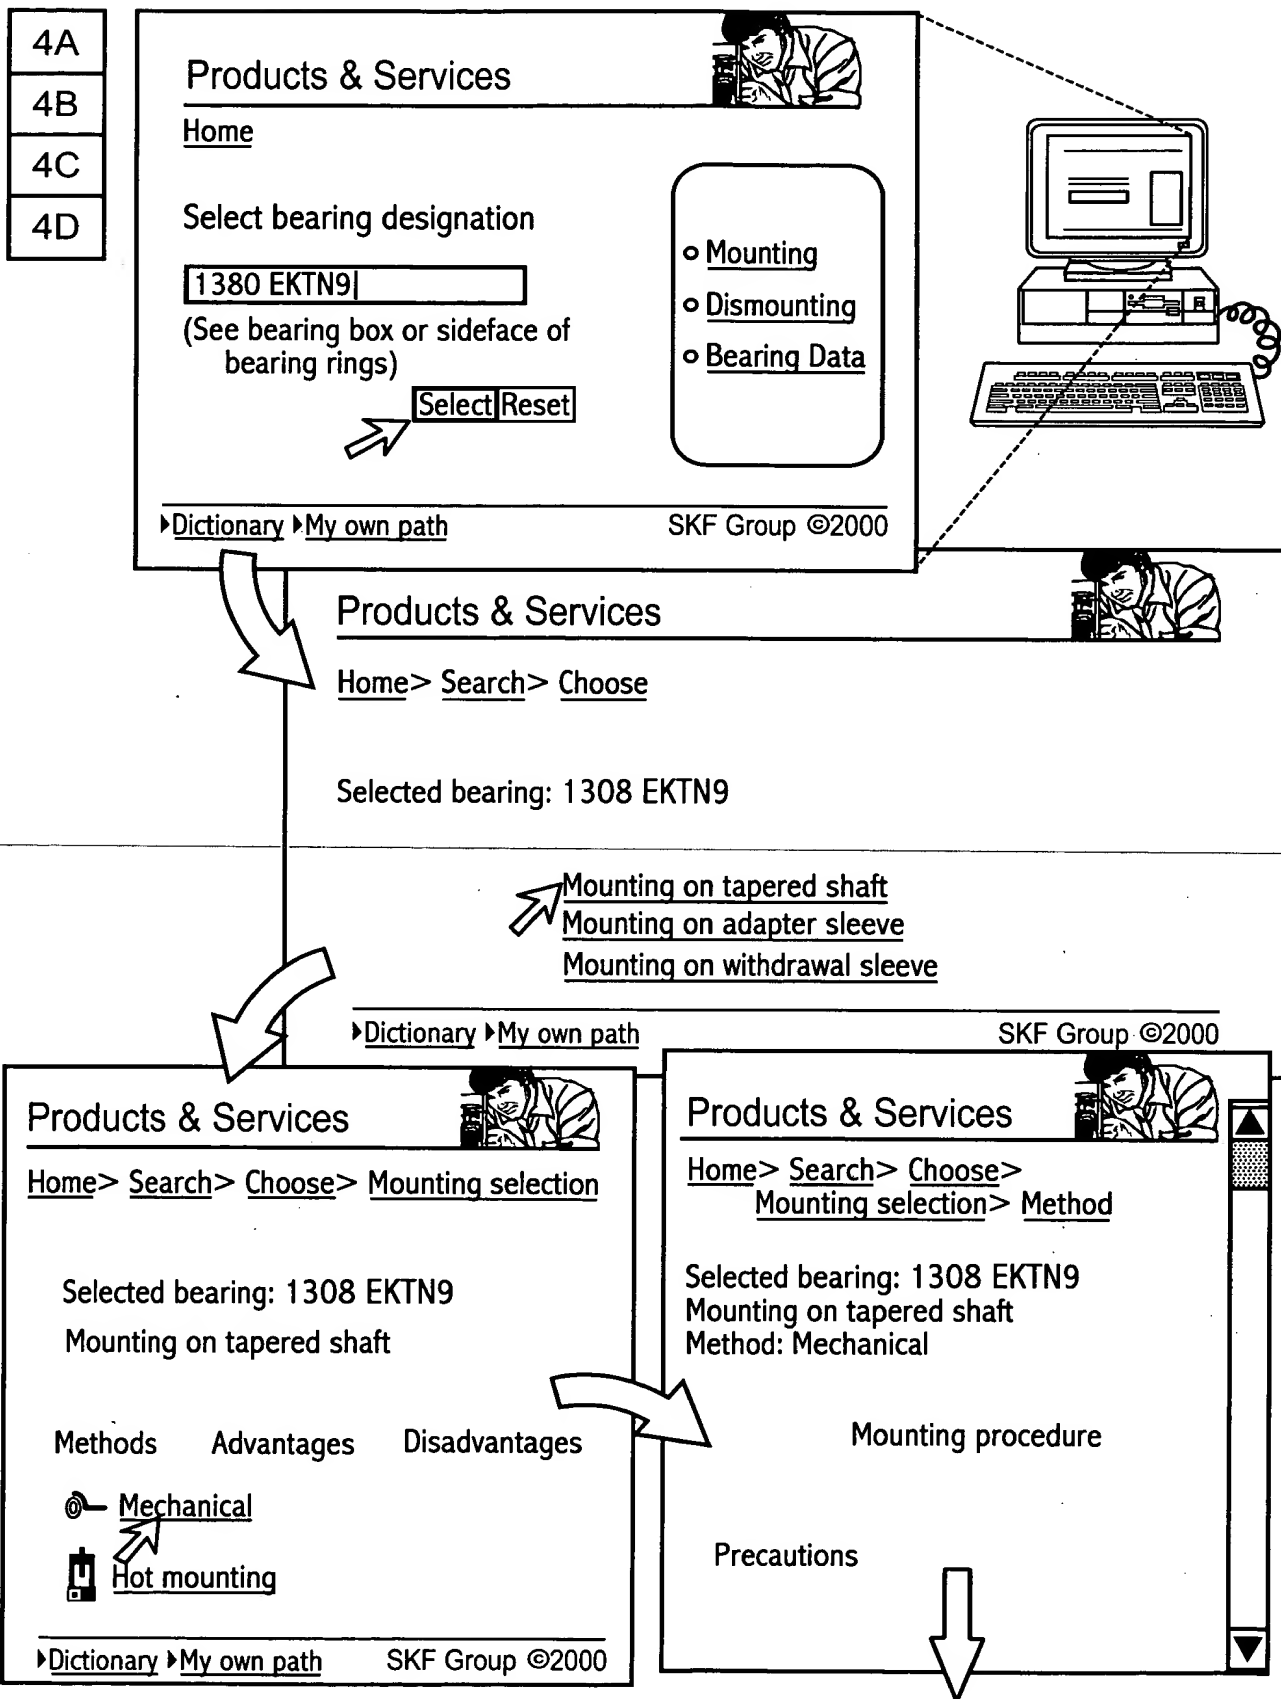 4A
4B
4C
4D
Products & Services
Home
Select bearing designation
1380 EKTN9
(See bearing box or sideface of
bearing rings)
Select Reset
Mounting
Dismounting
Bearing Data
Dictionary My own path
SKF Group ©2000
Products & Services
Home> Search> Choose
Selected bearing: 1308 EKTN9
Mounting on tapered shaft
Mounting on adapter sleeve
Mounting on withdrawal sleeve
Dictionary My own path
SKF Group ©2000
Products & Services
Home> Search> Choose> Mounting selection
Selected bearing: 1308 EKTN9
Mounting on tapered shaft
Methods Advantages Disadvantages
Mechanical
Hot mounting
Dictionary My own path
SKF Group ©2000
Products & Services
Home> Search> Choose>
Mounting selection> Method
Selected bearing: 1308 EKTN9
Mounting on tapered shaft
Method: Mechanical
Mounting procedure
Precautions